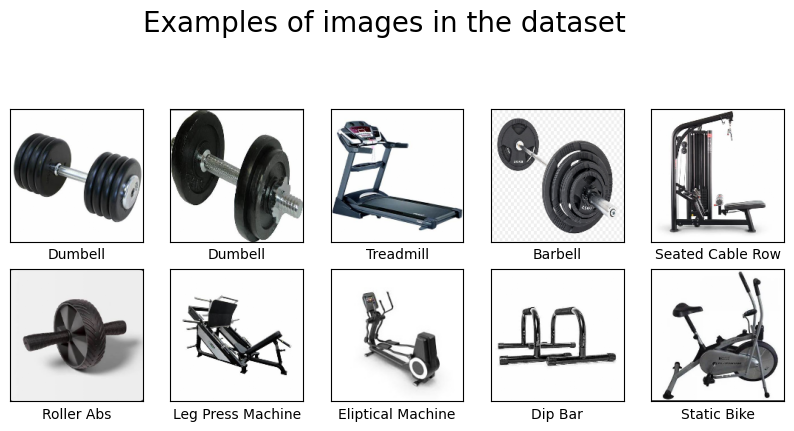 Examples of images in the dataset
Dumbell
Dumbell
Treadmill
Barbell
Seated Cable Row
Roller Abs
Leg Press Machine
Eliptical Machine
Dip Bar
Static Bike